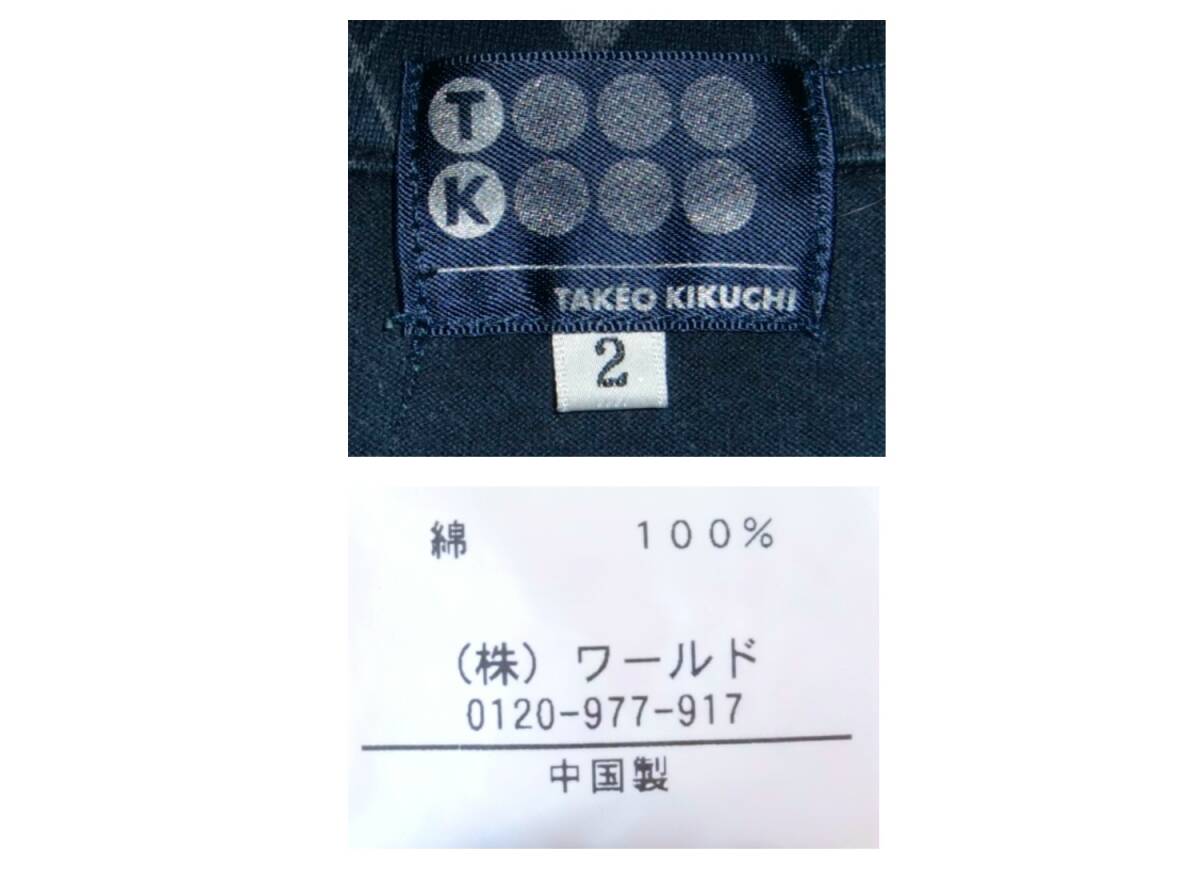 T
K
TAKEO KIKUCHI
2
綿 100%
(株) ワールド
0120-977-917
中国製